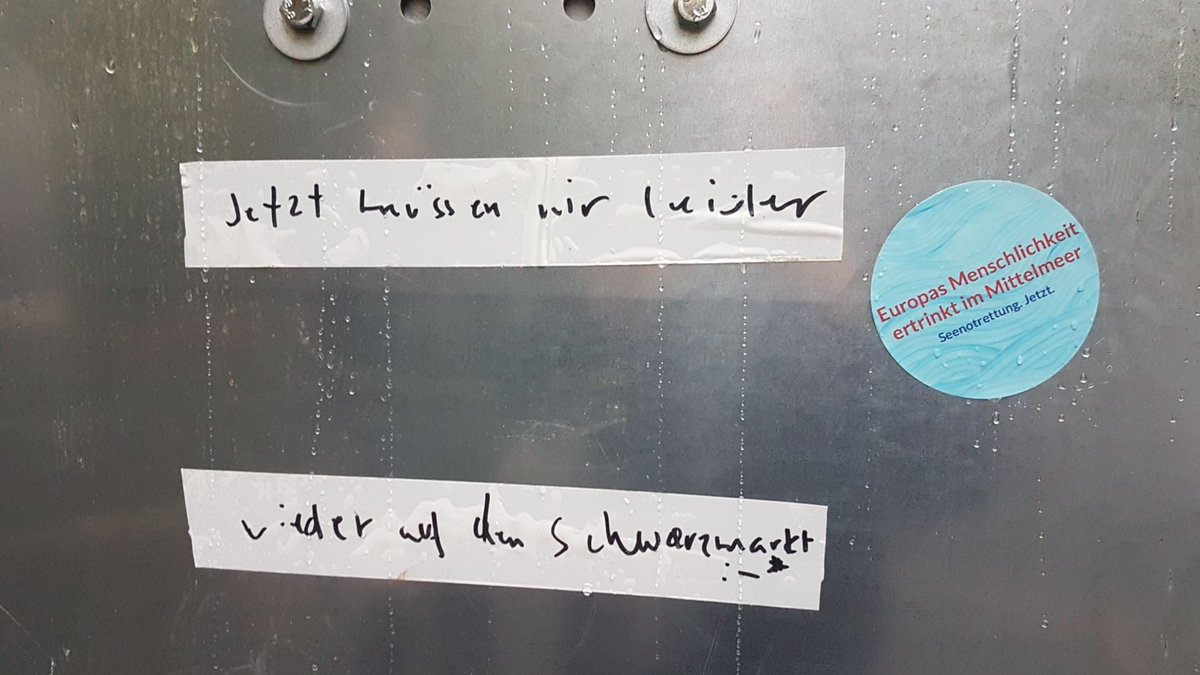 Jetzt müssen wir leider
wieder auf den Schwarzmarkt
:-*
Europas Menschlichkeit
ertrinkt im Mittelmeer
Seenotrettung. Jetzt.